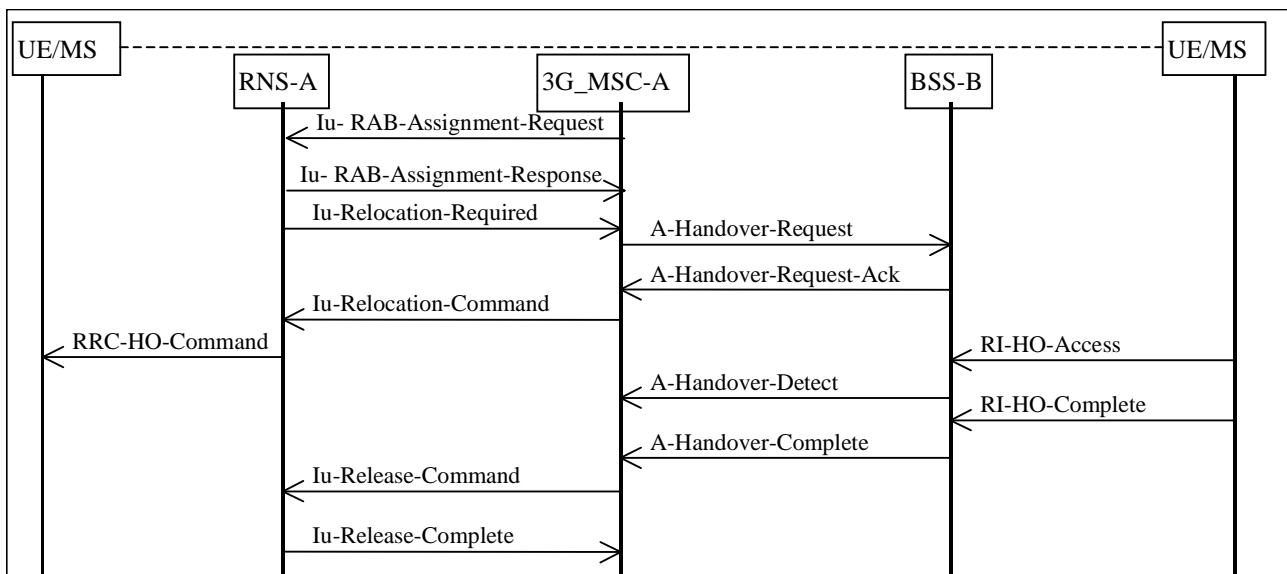 UE/MS
UE/MS
RNS-A
3G_MSC-A
BSS-B
Iu- RAB-Assignment-Request
Iu- RAB-Assignment-Response
Iu-Relocation-Required
A-Handover-Request
A-Handover-Request-Ack
Iu-Relocation-Command
RRC-HO-Command
RI-HO-Access
A-Handover-Detect
RI-HO-Complete
A-Handover-Complete
Iu-Release-Command
Iu-Release-Complete